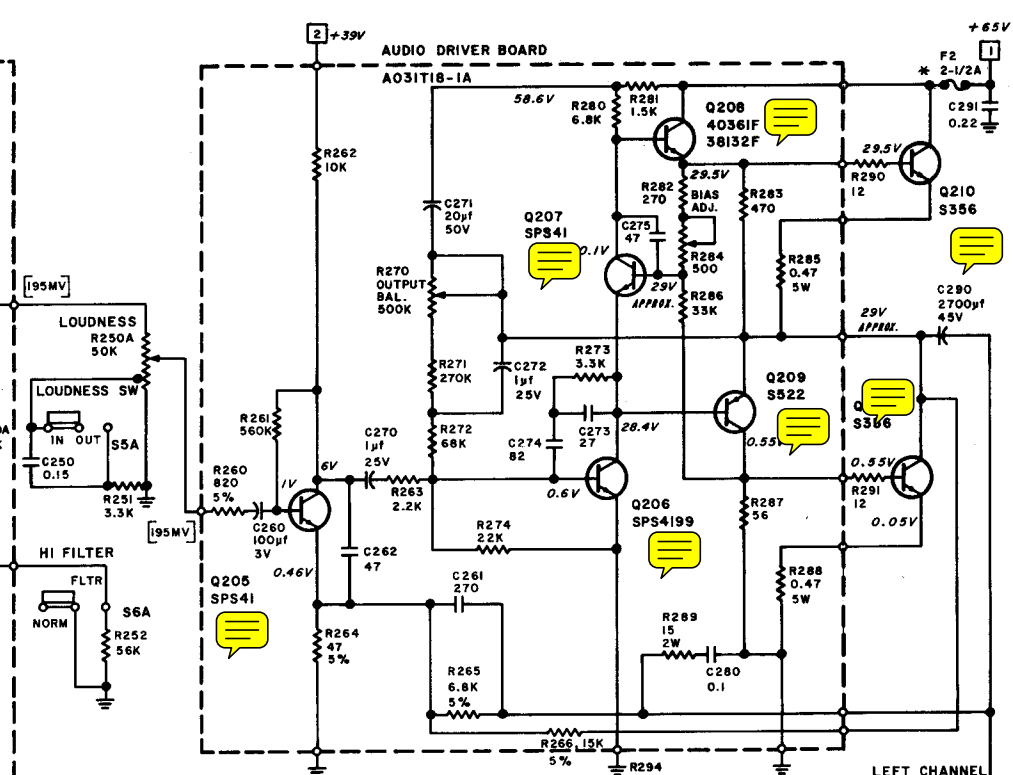 2 +39V
AUDIO DRIVER BOARD
A031T18-1A
+65V
1
F2
* 2-1/2A
C291
0.22
58.6V
R280
6.8K
R281
1.5K
Q208
40361F
38132F
29.5V
R290
12
Q210
S356
R262
10K
C271
20µf
50V
Q207
SPS41
0.1V
C275
47
29.5V
R282
270
BIAS
ADJ.
R283
470
R284
500
R285
0.47
5W
29V
APPROX.
R286
33K
C290
2700µf
45V
29V
APPROX.
[195MV]
LOUDNESS
R250A
50K
LOUDNESS SW
IN OUT
S5A
C250
0.15
R251
3.3K
[195MV]
R270
OUTPUT
BAL.
500K
R271
270K
C272
1µf
25V
R272
68K
R273
3.3K
C273
27
28.4V
C274
82
Q209
S522
0.55V
Q
S366
R261
560K
C270
1µf
25V
6V
1V
R260
820
5%
C260
100µf
3V
R263
2.2K
0.6V
Q206
SPS4199
R287
56
0.55V
R291
12
0.05V
R274
22K
C262
47
0.46V
Q205
SPS41
C261
270
R288
0.47
5W
R264
47
5%
R289
15
2W
C280
0.1
R265
6.8K
5%
R266 15K
5%
R294
HI FILTER
FLTR
NORM
S6A
R252
56K
LEFT CHANNEL